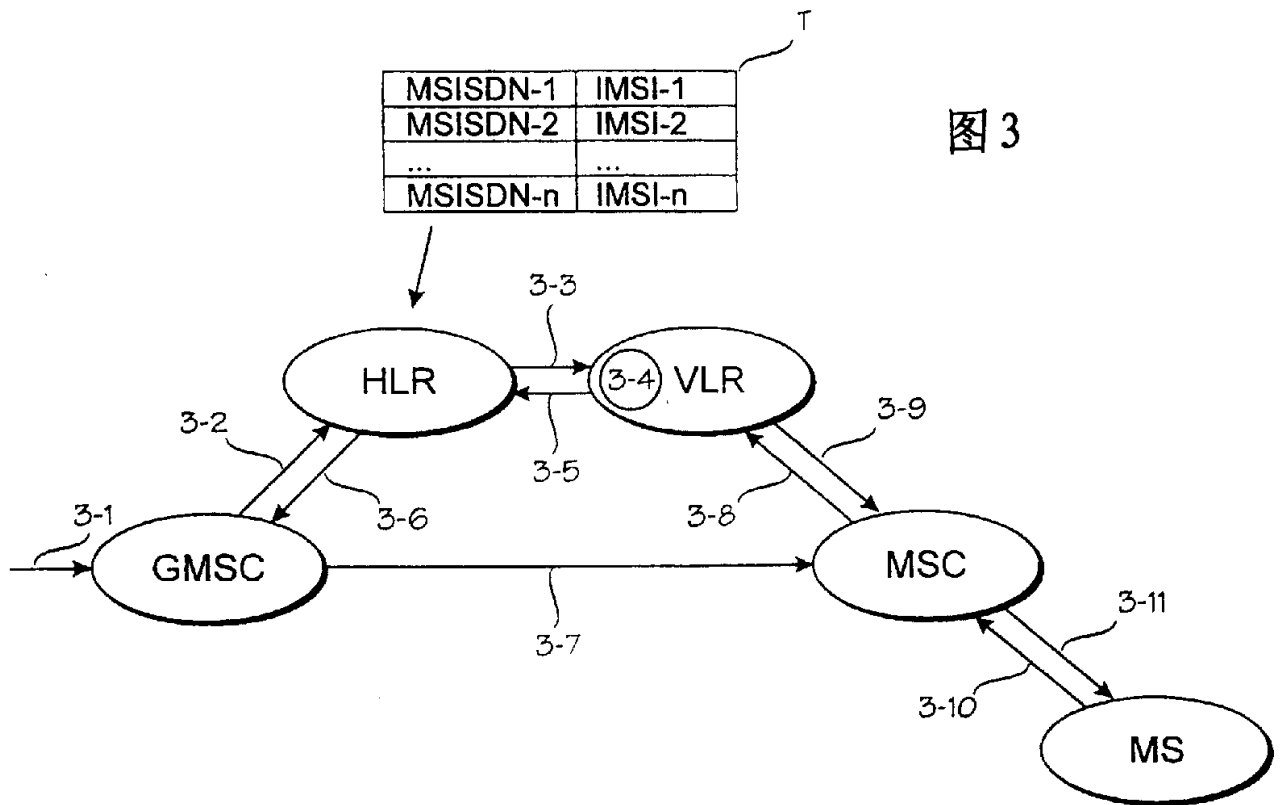 T
MSISDN-1 IMSI-1
MSISDN-2 IMSI-2
... ...
MSISDN-n IMSI-n
图3
3-3
HLR
3-4
VLR
3-2
3-5
3-9
3-6
3-8
3-1
GMSC
MSC
3-7
3-11
3-10
MS